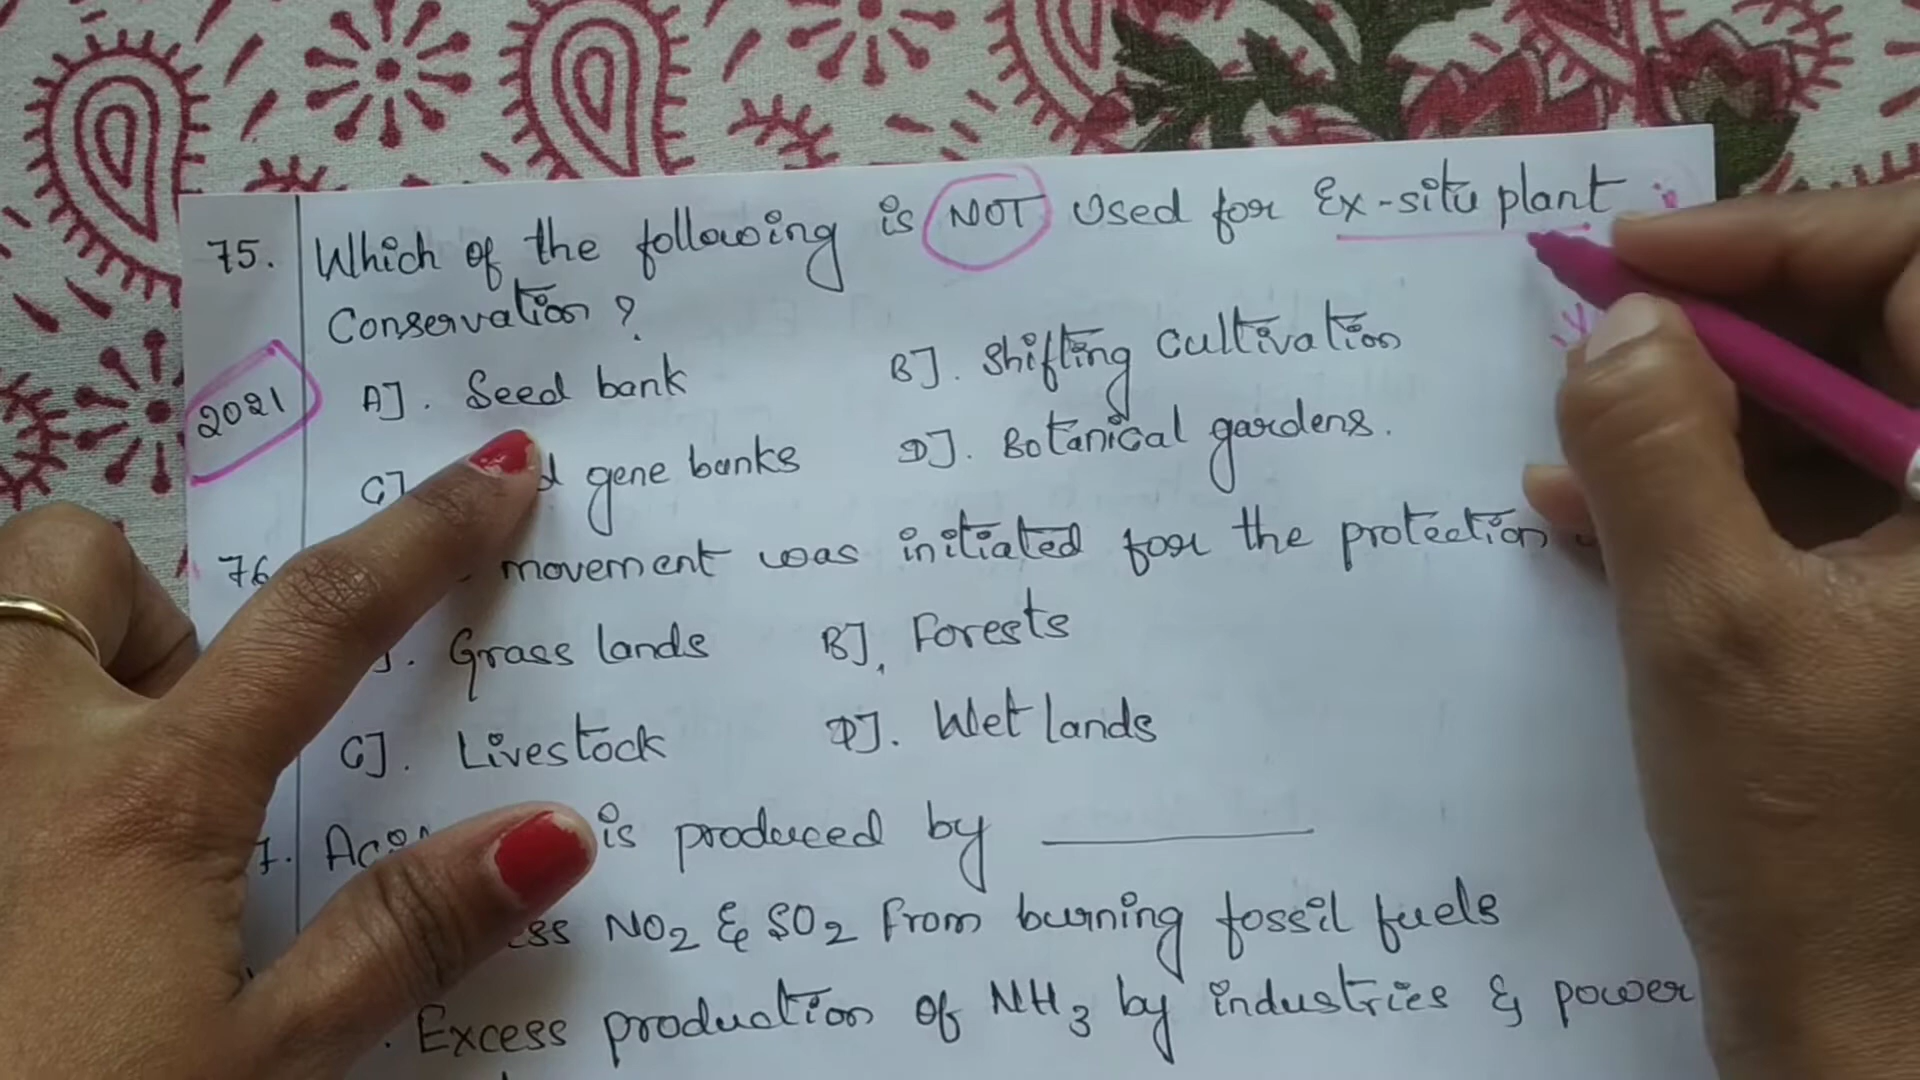 75. Which of the following is NOT used for Ex-situ plant
Conservation ?
2021
A]. Seed bank B]. Shifting Cultivation
C] gene banks D]. Botanical gardens.
76 movement was initiated for the protection
Grass lands B]. Forests
C]. Livestock D]. Wet lands
7. is produced by
NO2 & SO2 From burning fossil fuels
Excess production of NH3 by industries & power